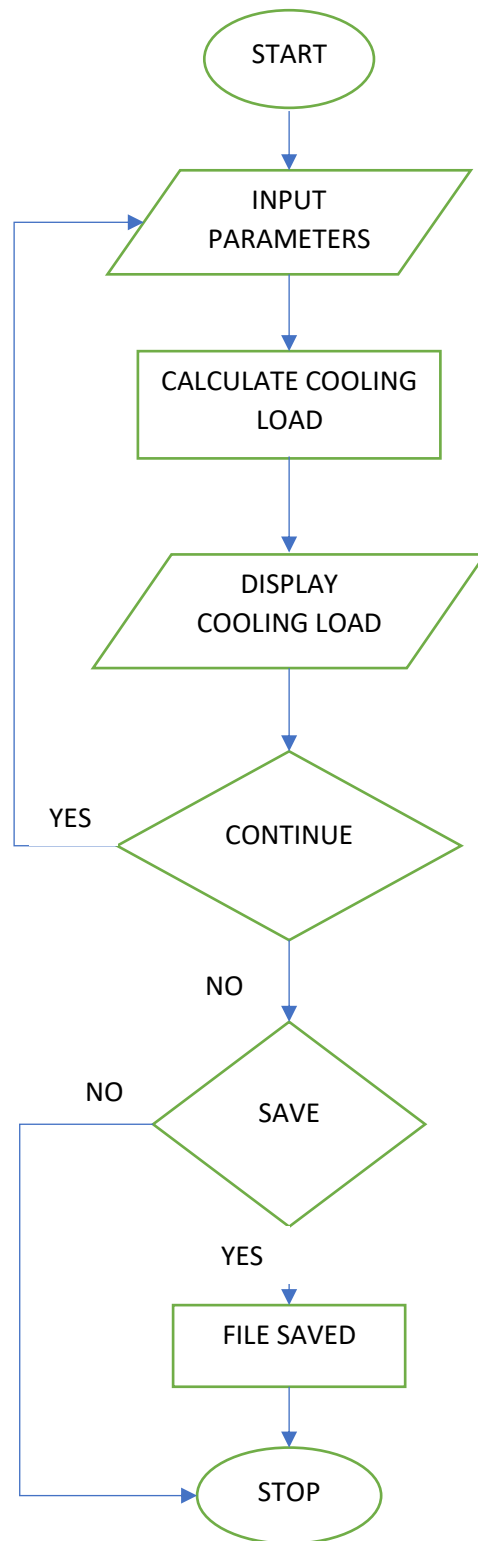 START
INPUT
PARAMETERS
CALCULATE COOLING
LOAD
DISPLAY
COOLING LOAD
YES
CONTINUE
NO
NO
SAVE
YES
FILE SAVED
STOP